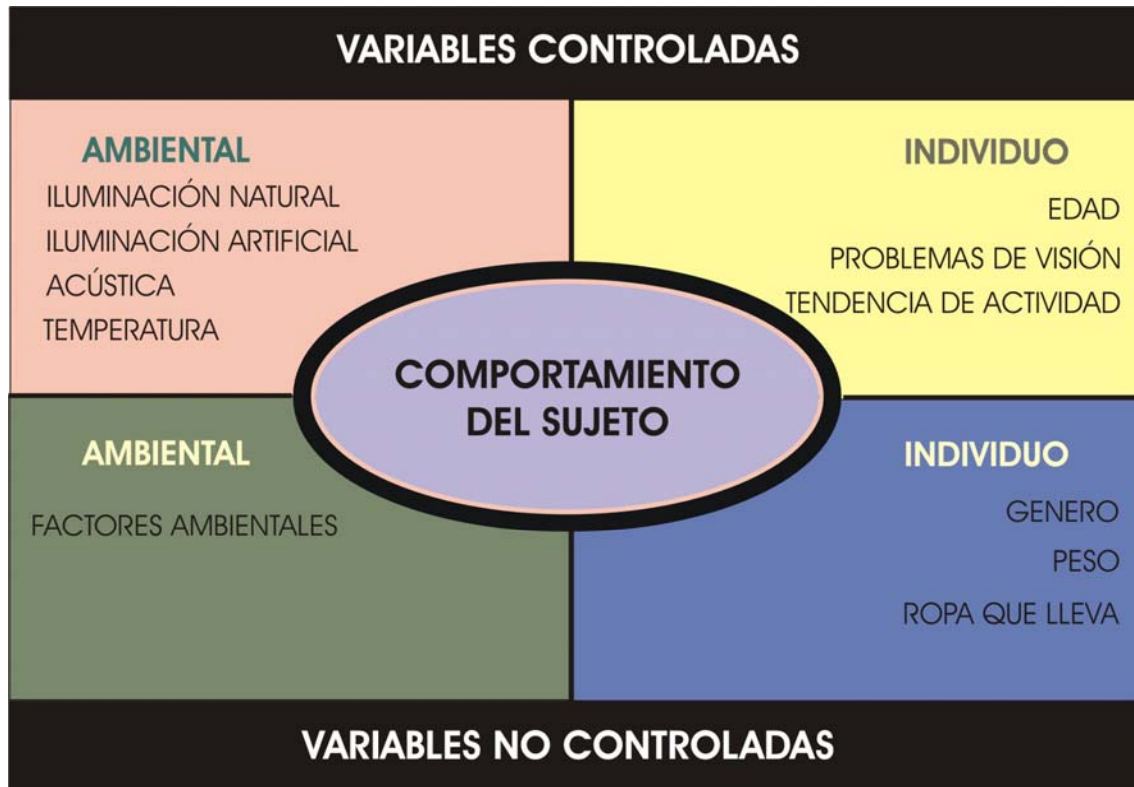 VARIABLES CONTROLADAS
AMBIENTAL
ILUMINACIÓN NATURAL
ILUMINACIÓN ARTIFICIAL
ACÚSTICA
TEMPERATURA
INDIVIDUO
EDAD
PROBLEMAS DE VISIÓN
TENDENCIA DE ACTIVIDAD
COMPORTAMIENTO
DEL SUJETO
AMBIENTAL
FACTORES AMBIENTALES
INDIVIDUO
GENERO
PESO
ROPA QUE LLEVA
VARIABLES NO CONTROLADAS